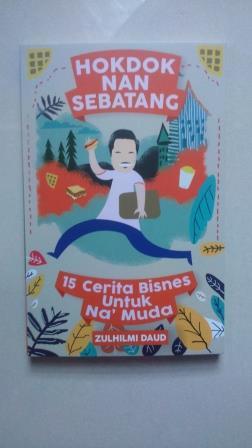 HOKDOK
NAN
SEBATANG
15 Cerita Bisnes
Untuk
Na' Muda
ZULHILMI DAUD